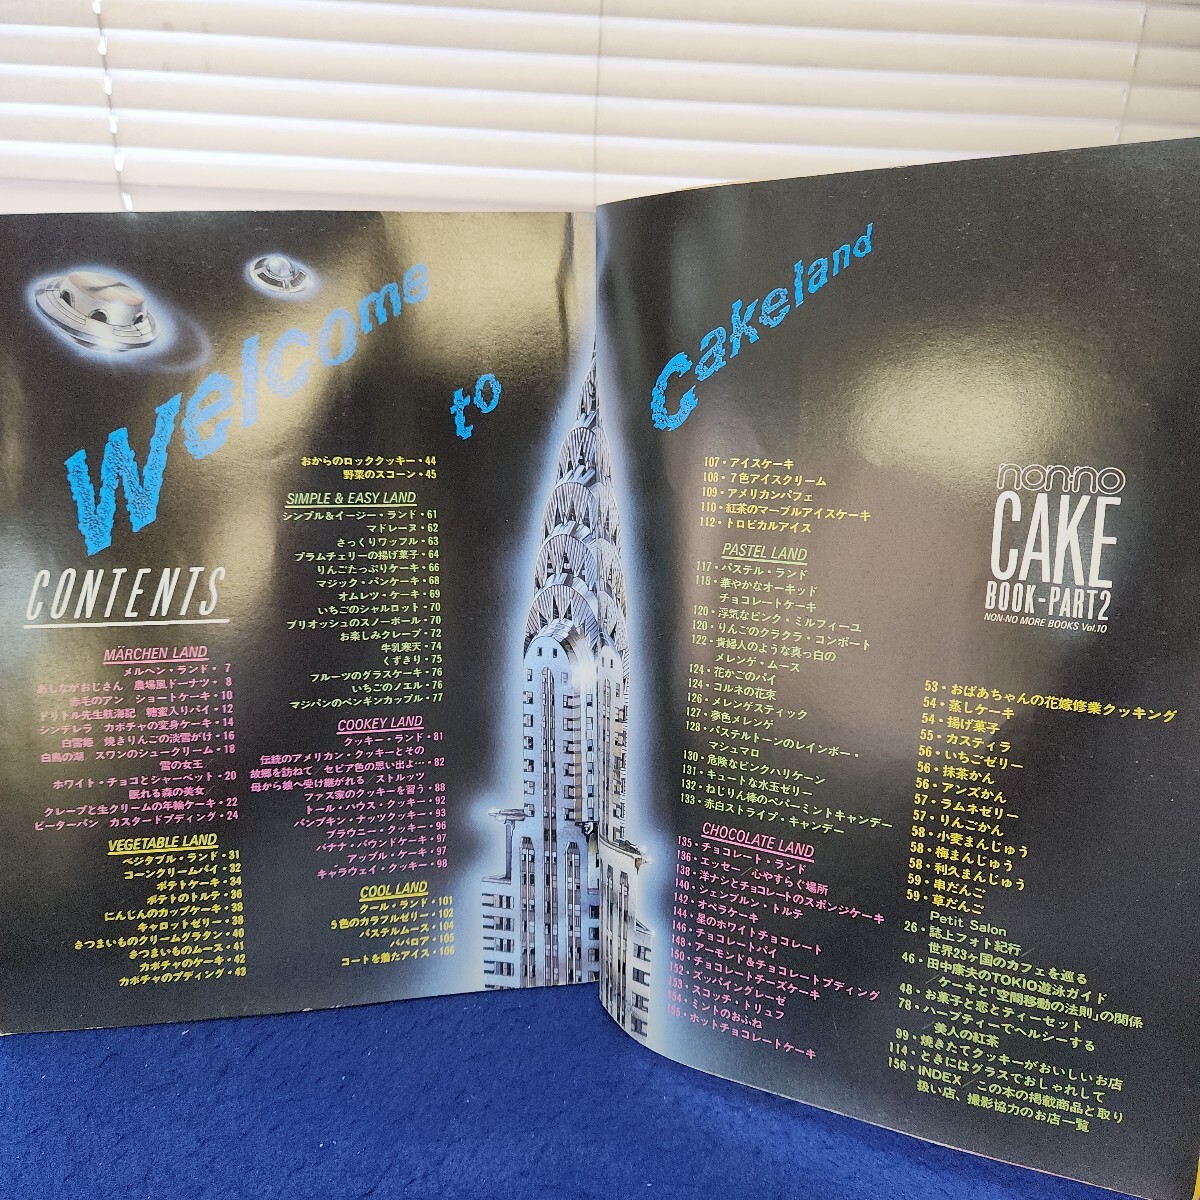 Welcome
to
Cakeland
CONTENTS
MÄRCHEN LAND
メルヘン・ランド・7
あしながおじさん 農場風ドーナツ・8
赤毛のアン ショートケーキ・10
ドリトル先生航海記 糖蜜入りパイ・12
シンデレラ カボチャの変身ケーキ・14
白雪姫 焼きりんごの淡雪がけ・16
白鳥の湖 スワンのシュークリーム・18
雪の女王/
ホワイト・チョコとシャーベット・20
眠れる森の美女/
クレープと生クリームの年輪ケーキ・22
ピーターパン カスタードプディング・24
VEGETABLE LAND
ベジタブル・ランド・31
コーンクリームパイ・32
ポテトケーキ・34
ポテトのトルテ・36
にんじんのカップケーキ・36
キャロットゼリー・38
さつまいものクリームグラタン・40
さつまいものムース・41
カボチャのケーキ・42
カボチャのプディング・43
おからのロッククッキー・44
野菜のスコーン・45
SIMPLE & EASY LAND
シンプル&イージー・ランド・61
マドレーヌ・62
さっくりワッフル・63
プラムチェリーの揚げ菓子・64
りんごたっぷりケーキ・66
マジック・パンケーキ・68
オムレツ・ケーキ・69
いちごのシャルロット・70
ブリオッシュのスノーボール・70
お楽しみクレープ・72
牛乳寒天・74
くずきり・75
フルーツのグラスケーキ・76
いちごのノエル・76
マジパンのペンギンカップル・77
COOKEY LAND
クッキー・ランド・81
伝統のアメリカン・クッキーとその
故郷を訪ねて/セピア色の思い出よ…・82
母から娘へ受け継がれる/ストルッツ
ファス家のクッキーを習う・88
トール・ハウス・クッキー・92
パンプキン・ナッツクッキー・93
ブラウニー・クッキー・96
バナナ・パウンドケーキ・97
アップル・ケーキ・97
キャラウェイ・クッキー・98
COOL LAND
クール・ランド・101
5色のカラフルゼリー・102
パステルムース・104
ババロア・105
コートを着たアイス・106
107・アイスケーキ
108・7色アイスクリーム
109・アメリカンパフェ
110・紅茶のマーブルアイスケーキ
112・トロピカルアイス
PASTEL LAND
117・パステル・ランド
118・華やかなオーキッド
チョコレートケーキ
120・浮気なピンク・ミルフィーユ
120・りんごのクラクラ・コンポート
122・貴婦人のような真っ白の
メレンゲ・ムース
124・花かごのパイ
124・コルネの花束
126・メレンゲスティック
127・夢色メレンゲ
128・パステルトーンのレインボー・
マシュマロ
130・危険なピンクハリケーン
131・キュートな水玉ゼリー
132・ねじりん棒のペパーミントキャンデー
133・赤白ストライプ・キャンデー
CHOCOLATE LAND
135・チョコレート・ランド
136・エッセー/心やすらぐ場所
138・洋ナシとチョコレートのスポンジケーキ
140・シェンブルン・トルテ
142・オペラケーキ
144・星のホワイトチョコレート
146・チョコレートパイ
148・アーモンド&チョコレートプディング
150・チョコレートチーズケーキ
152・ズッパイングレーゼ
153・スコッチ・トリュフ
154・ミントのおふね
155・ホットチョコレートケーキ
non-no
CAKE
BOOK-PART2
NON-NO MORE BOOKS Vol.10
53・おばあちゃんの花嫁修業クッキング
54・蒸しケーキ
54・揚げ菓子
55・カスティラ
56・いちごゼリー
56・抹茶かん
56・アンズかん
57・ラムネゼリー
57・りんごかん
58・小麦まんじゅう
58・梅まんじゅう
58・利久まんじゅう
59・串だんご
59・草だんご
Petit Salon
26・誌上フォト紀行/
世界23ヶ国のカフェを巡る
46・田中康夫のTOKIO遊泳ガイド
/ケーキと「空間移動の法則」の関係
48・お菓子と恋とティーセット
78・ハーブティーでヘルシーする
/美人の紅茶
99・焼きたてクッキーがおいしいお店
114・ときにはグラスでおしゃれして
156・INDEX/この本の掲載商品と取り
扱い店、撮影協力のお店一覧